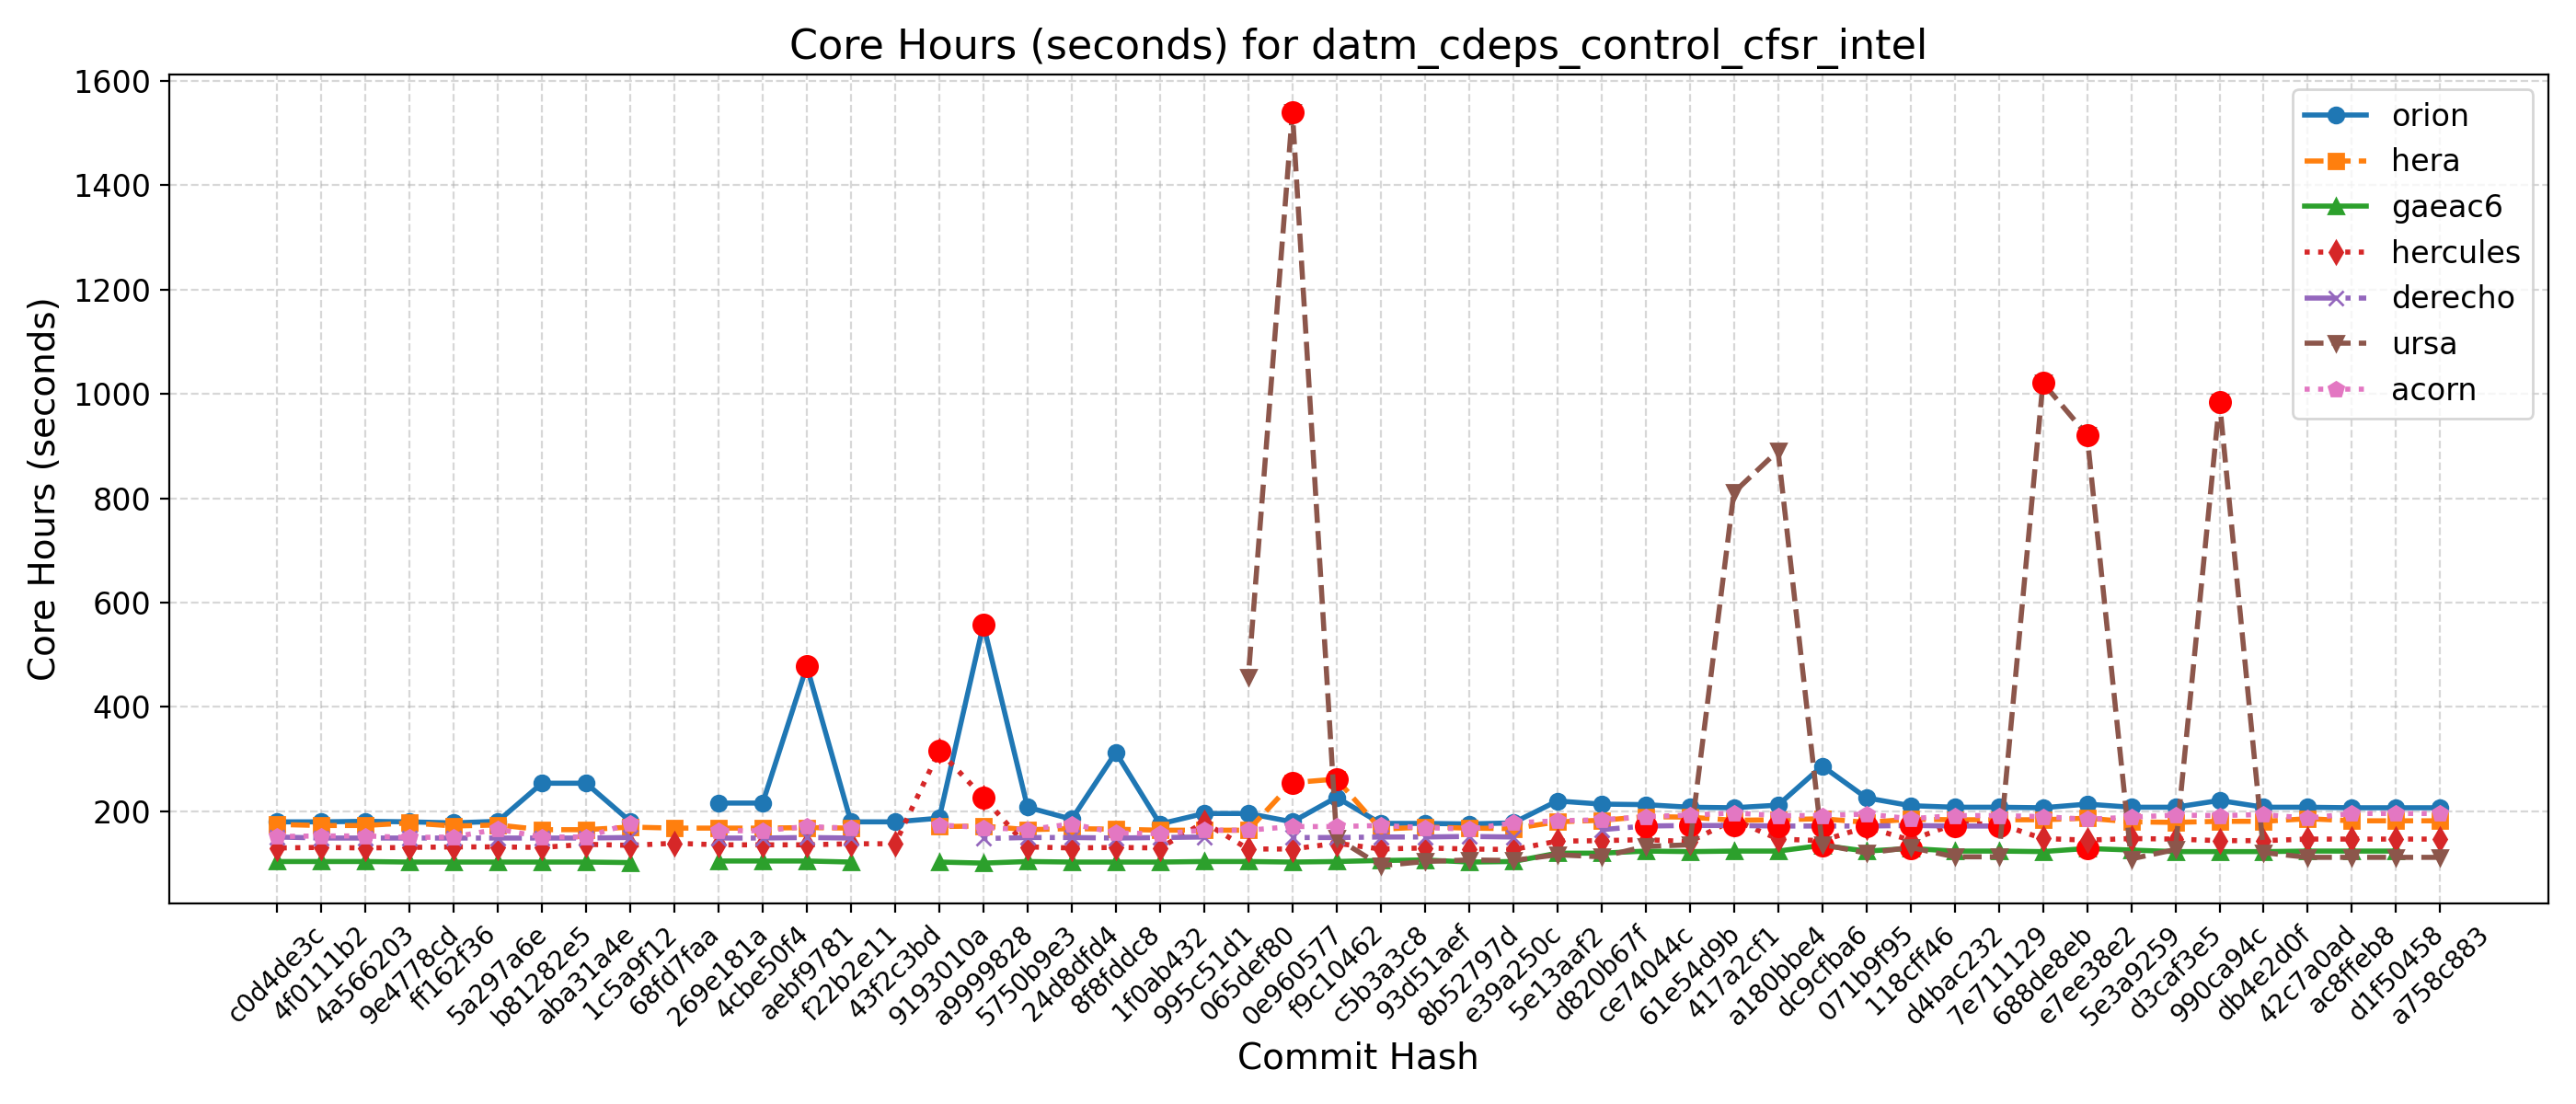 Core Hours (seconds) for datm_cdeps_control_cfsr_intel
Core Hours (seconds)
1600
1400
1200
1000
800
600
400
200
orion
hera
gaeac6
hercules
derecho
ursa
acorn
c0d4de3c
4f0111b2
4a566203
9e4778cd
ff162f36
5a297a6e
b81282e5
aba31a4e
1c5a9f12
68fd7faa
269e181a
4cbe50f4
aebf9781
f22b2e11
43f2c3bd
9193010a
a9999828
5750b9e3
24d8dfd4
8f8fddc8
1f0ab432
995c51d1
065def80
0e960577
f9c10462
c5b3a3c8
93d51aef
8b52797d
e39a250c
5e13aaf2
d820b67f
ce74044c
61e54d9b
417a2cf1
a180bbe4
dc9cfba6
071b9f95
118cff46
d4bac232
7e711129
688de8eb
e7ee38e2
5e3a9259
d3caf3e5
990ca94c
db4e2d0f
42c7a0ad
ac8ffeb8
d1f50458
a758c883
Commit Hash